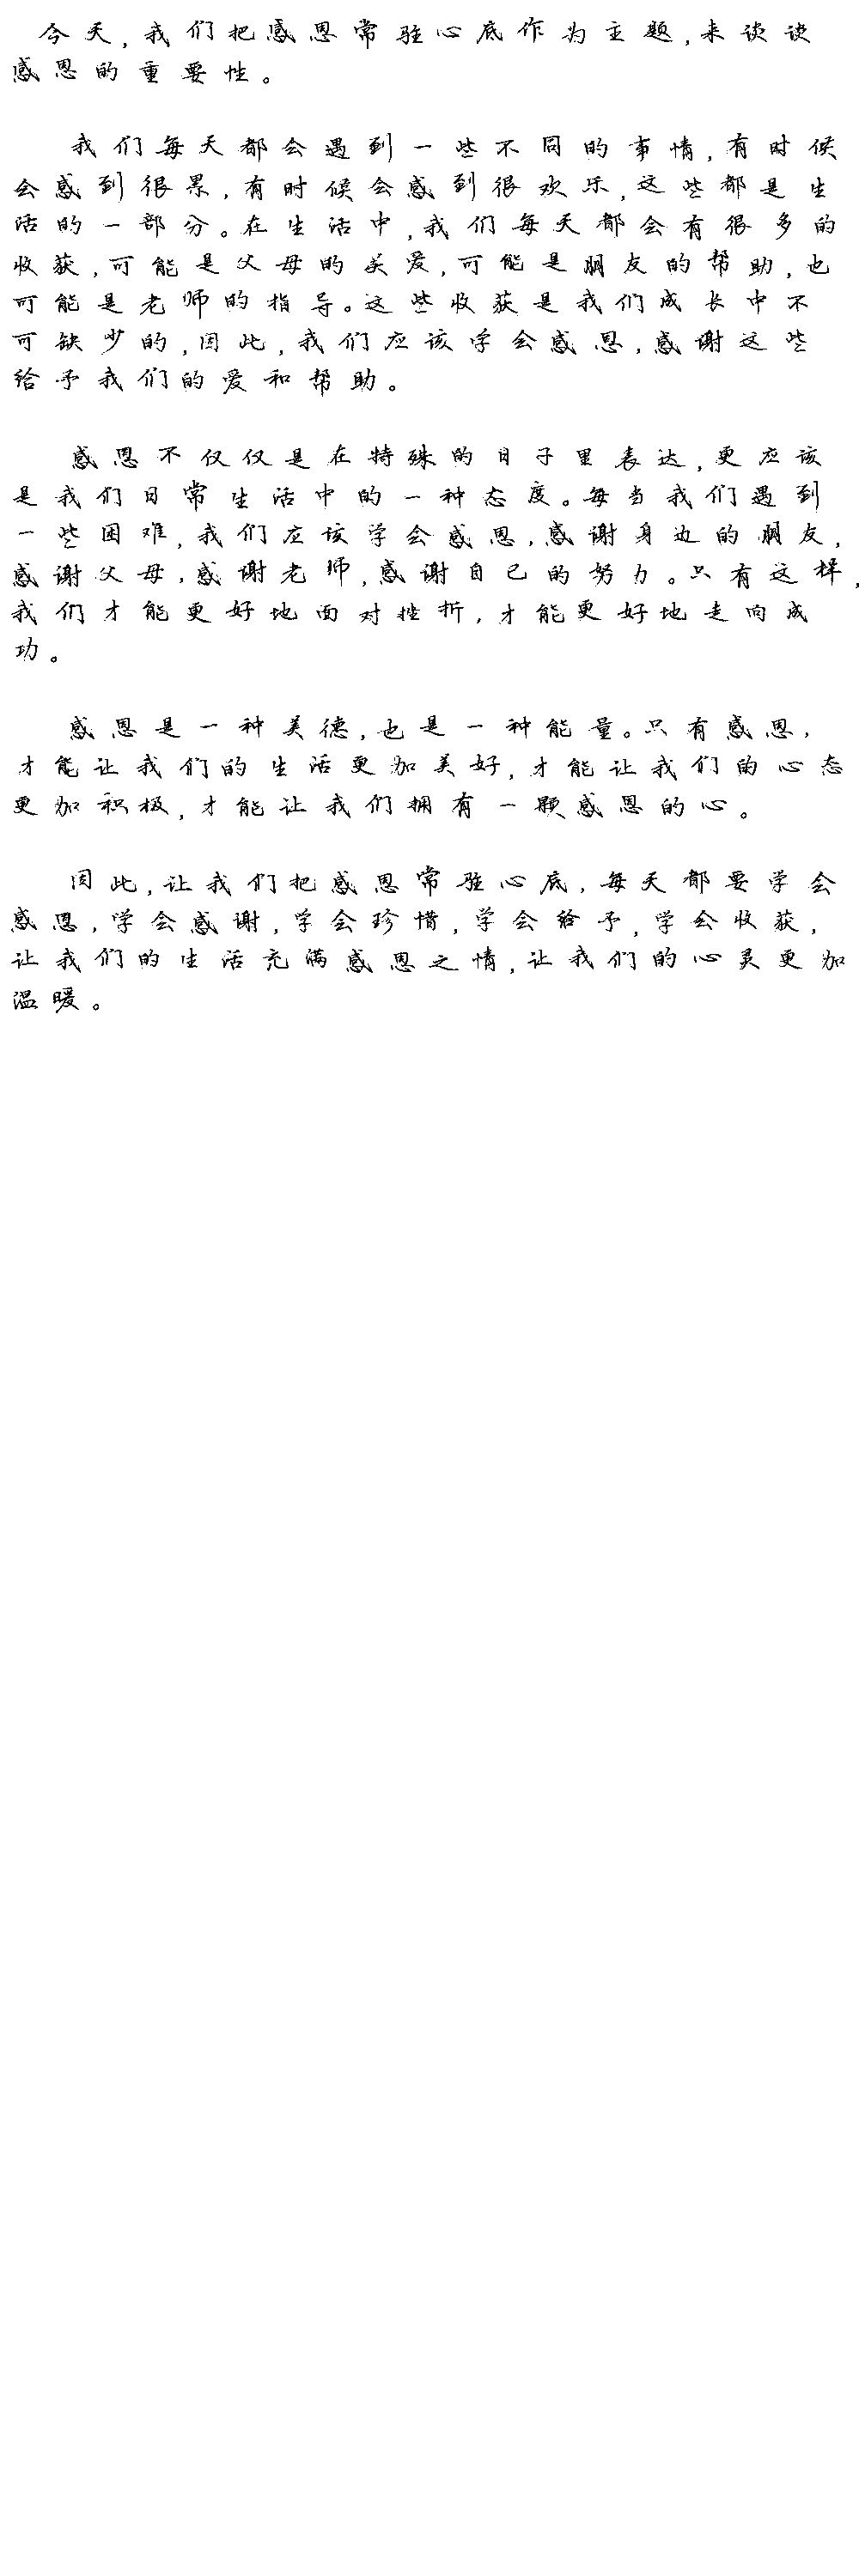 今天,我们把感恩常驻心底作为主题,来谈谈
感恩的重要性。
我们每天都会遇到一些不同的事情,有时候
会感到很累,有时候会感到很欢乐,这些都是生
活的一部分。在生活中,我们每天都会有很多的
收获,可能是父母的关爱,可能是朋友的帮助,也
可能是老师的指导。这些收获是我们成长中不
可缺少的,因此,我们应该学会感恩,感谢这些
给予我们的爱和帮助。
感恩不仅仅是在特殊的日子里表达,更应该
是我们日常生活中的一种态度。每当我们遇到
一些困难,我们应该学会感恩,感谢身边的朋友,
感谢父母,感谢老师,感谢自己的努力。只有这样,
我们才能更好地面对挫折,才能更好地走向成
功。
感恩是一种美德,也是一种能量。只有感恩,
才能让我们的生活更加美好,才能让我们的心态
更加积极,才能让我们拥有一颗感恩的心。
因此,让我们把感恩常驻心底,每天都要学会
感恩,学会感谢,学会珍惜,学会给予,学会收获,
让我们的生活充满感恩之情,让我们的心灵更加
温暖。